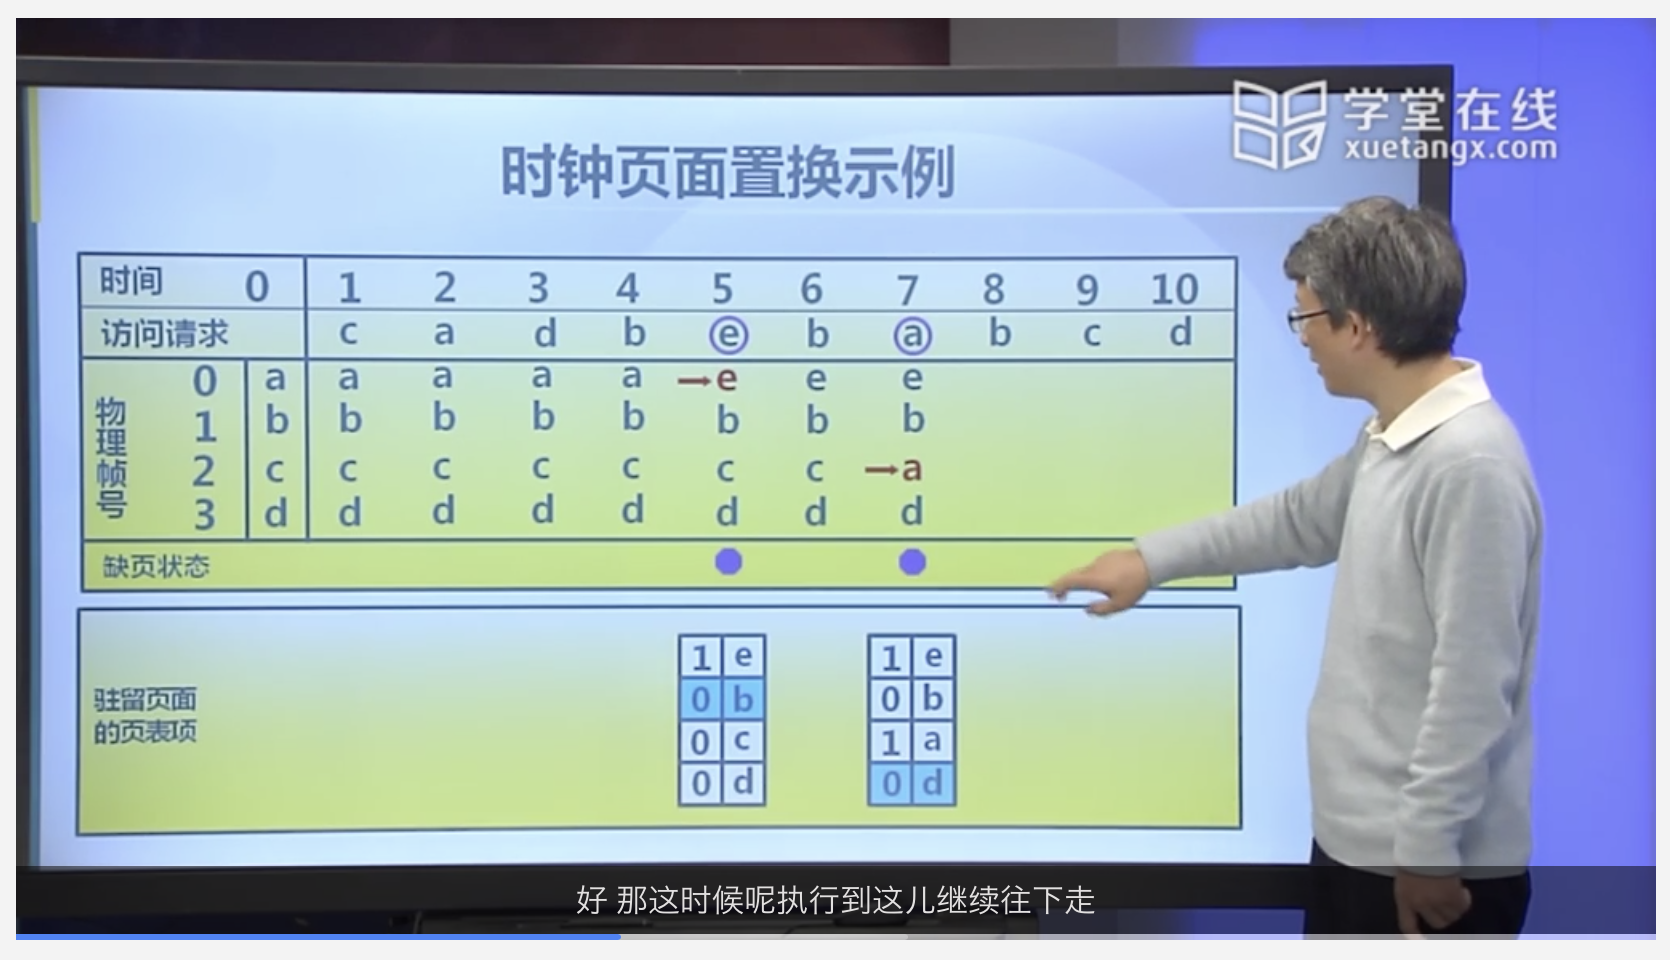 学堂在线
xuetangx.com
时钟页面置换示例
时间 0 1 2 3 4 5 6 7 8 9 10
访问请求 c a d b e b a b c d
物理帧号
0 a a a a a →e e e
1 b b b b b b b b
2 c c c c c c c →a
3 d d d d d d d d
缺页状态
驻留页面
的页表项
1 e 1 e
0 b 0 b
0 c 1 a
0 d 0 d
好 那这时候呢执行到这儿继续往下走